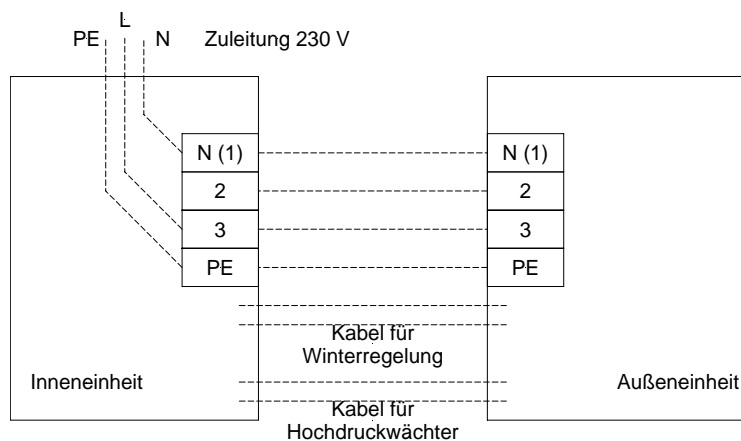 L
PE N Zuleitung 230 V
N (1) N (1)
2 2
3 3
PE PE
Kabel für
Winterregelung
Inneneinheit Außeneinheit
Kabel für
Hochdruckwächter